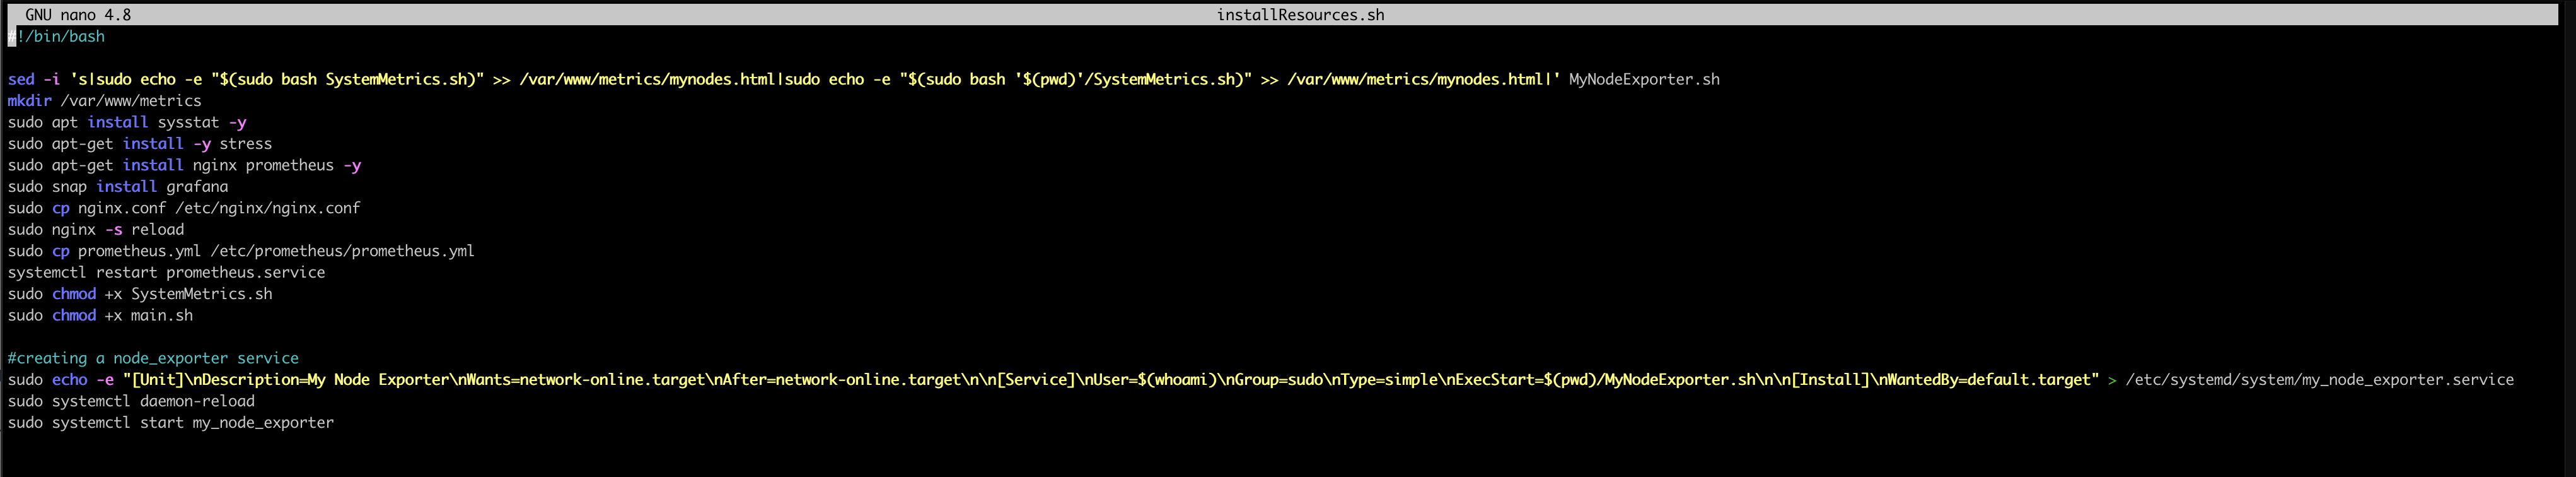 GNU nano 4.8 installResources.sh
#!/bin/bash
sed -i 's|sudo echo -e "$(sudo bash SystemMetrics.sh)" >> /var/www/metrics/mynodes.html|sudo echo -e "$(sudo bash '$(pwd)'/SystemMetrics.sh)" >> /var/www/metrics/mynodes.html|' MyNodeExporter.sh
mkdir /var/www/metrics
sudo apt install sysstat -y
sudo apt-get install -y stress
sudo apt-get install nginx prometheus -y
sudo snap install grafana
sudo cp nginx.conf /etc/nginx/nginx.conf
sudo nginx -s reload
sudo cp prometheus.yml /etc/prometheus/prometheus.yml
systemctl restart prometheus.service
sudo chmod +x SystemMetrics.sh
sudo chmod +x main.sh
#creating a node_exporter service
sudo echo -e "[Unit]\nDescription=My Node Exporter\nWants=network-online.target\nAfter=network-online.target\n\n[Service]\nUser=$(whoami)\nGroup=sudo\nType=simple\nExecStart=$(pwd)/MyNodeExporter.sh\n\n[Install]\nWantedBy=default.target" > /etc/systemd/system/my_node_exporter.service
sudo systemctl daemon-reload
sudo systemctl start my_node_exporter